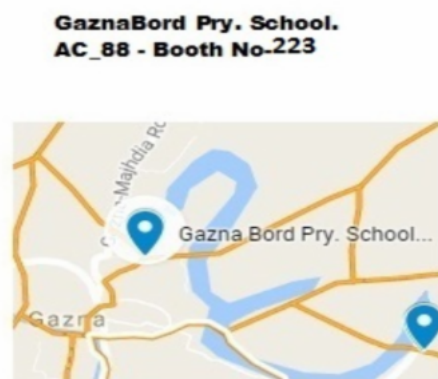 GaznaBord Pry. School.
AC_88 - Booth No-223
Gazna Bord Pry. School...
Gazna